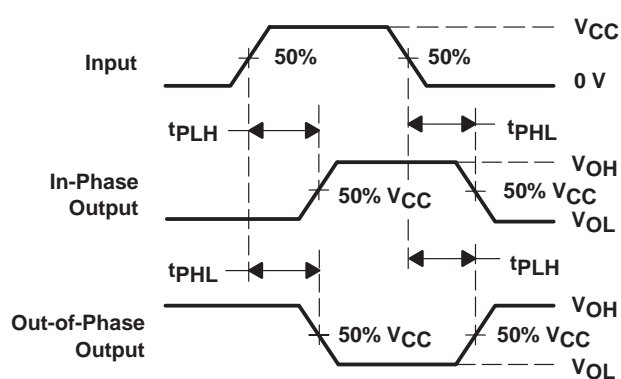 VCC
Input
50%
50%
0 V
tPLH
tPHL
In-Phase
Output
50% VCC
VOH
50% VCC
VOL
tPHL
tPLH
Out-of-Phase
Output
50% VCC
VOH
50% VCC
VOL